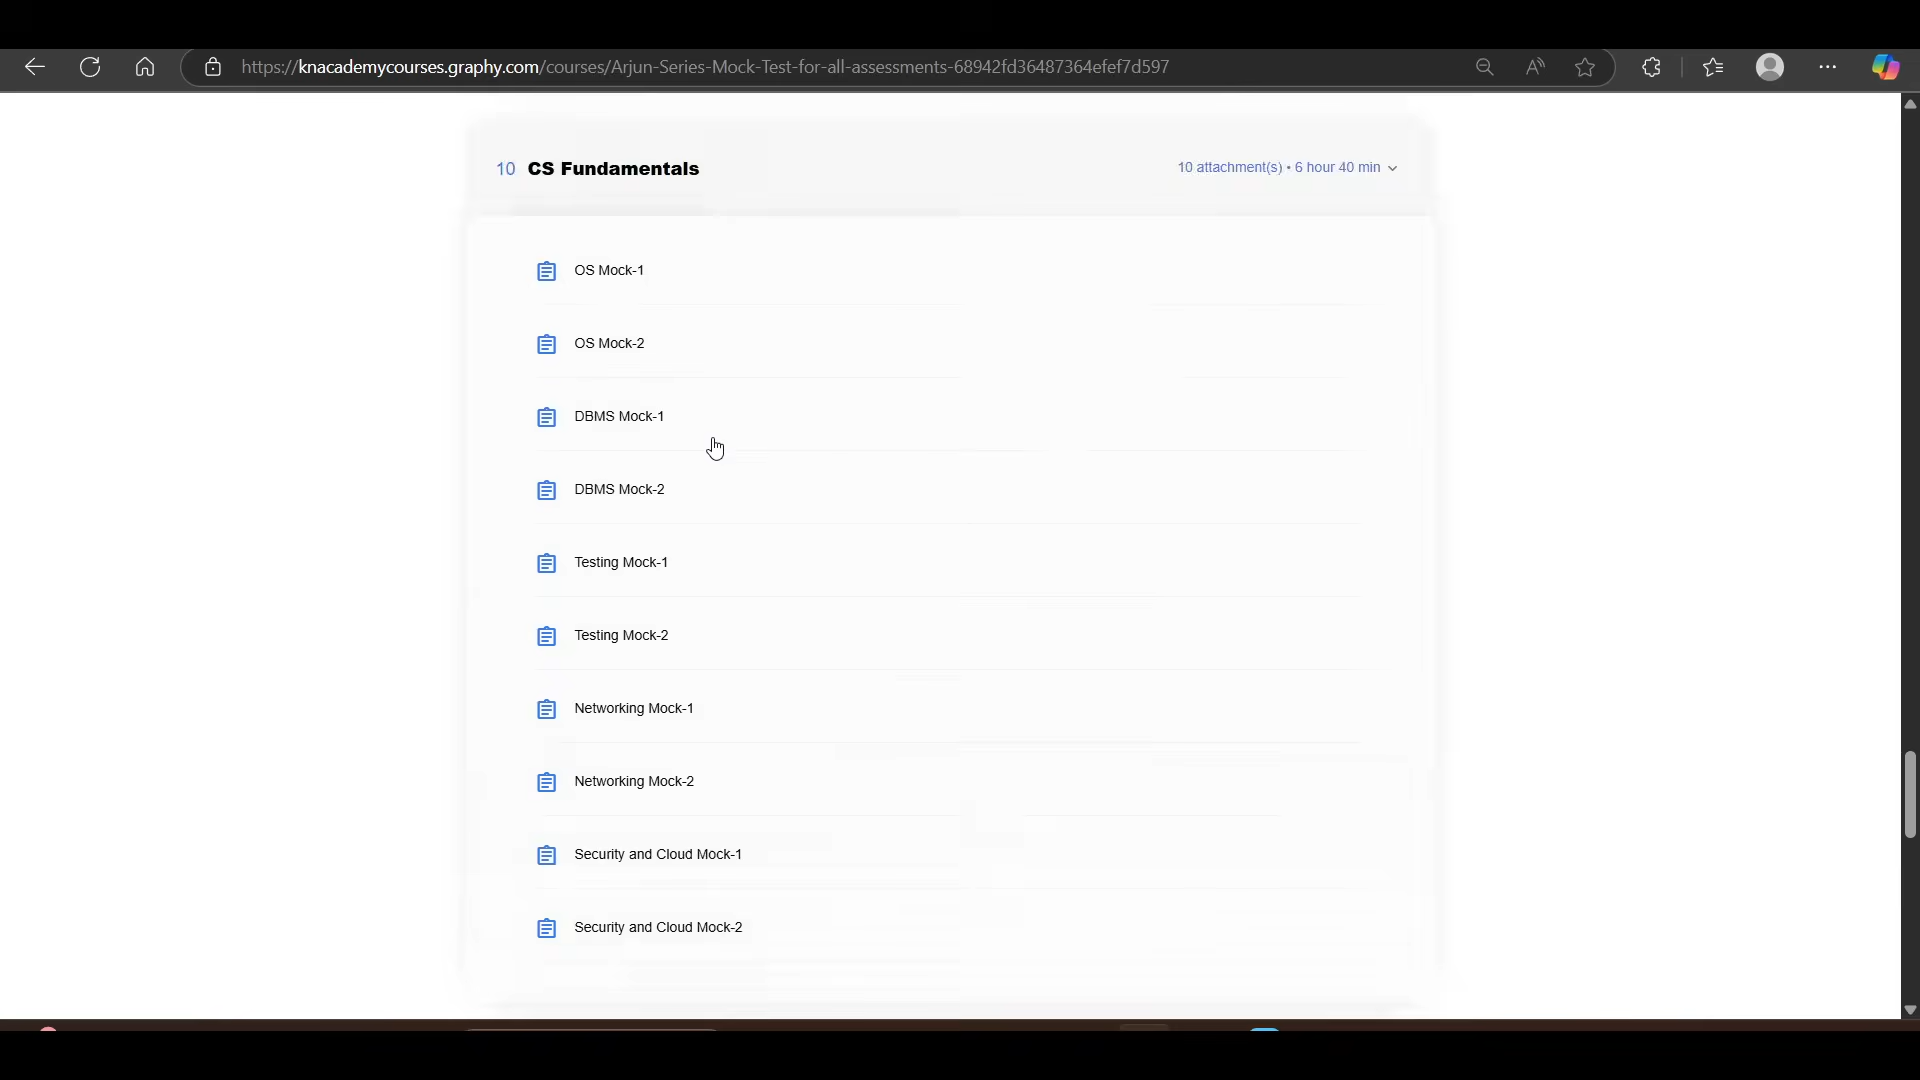 https://knacademycourses.graphy.com/courses/Arjun-Series-Mock-Test-for-all-assessments-68942fd36487364efef7d597
10 CS Fundamentals 10 attachment(s) • 6 hour 40 min
OS Mock-1
OS Mock-2
DBMS Mock-1
DBMS Mock-2
Testing Mock-1
Testing Mock-2
Networking Mock-1
Networking Mock-2
Security and Cloud Mock-1
Security and Cloud Mock-2